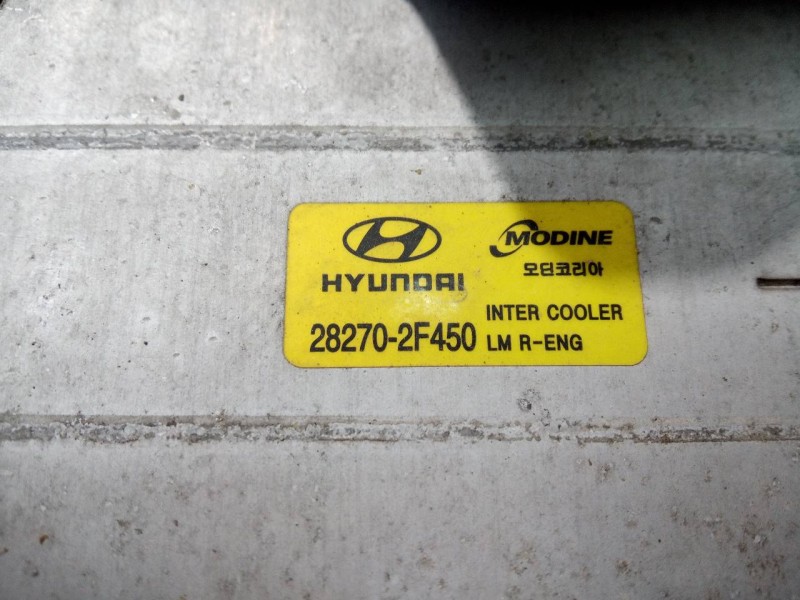 HYUNDAI
MODINE
모딘코리아
28270-2F450
INTER COOLER
LM R-ENG